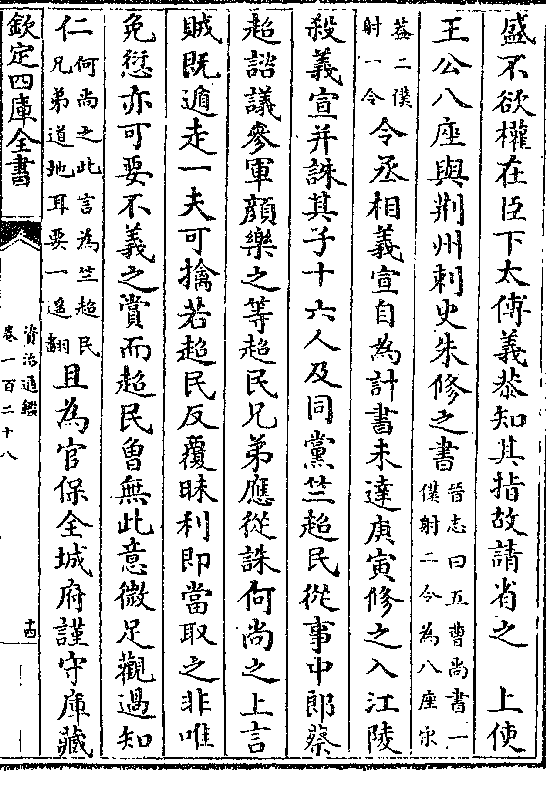 盛不欲權在臣下太傅義恭知其指故請省之　上使
王公八座與荆州刺史朱修之書晉志曰五曹尚書一僕射二令為八座宋
葢二僕射一令令丞相義宣自為計書未達庚寅修之入江陵
殺義宣并誅其子十六人及同黨竺超民從事中郎蔡
超諮議參軍顔樂之等超民兄弟應從誅何尚之上言
賊既遁走一夫可擒若超民反覆昧利即當取之非唯
免愆亦可要不義之賞而超民曾無此意微足觀過知
仁何尚之此言為竺超民兄弟道地耳要一遥翻且為官保全城府謹守庫藏
欽定四庫全書
資治通鑑
卷一百二十八
十四